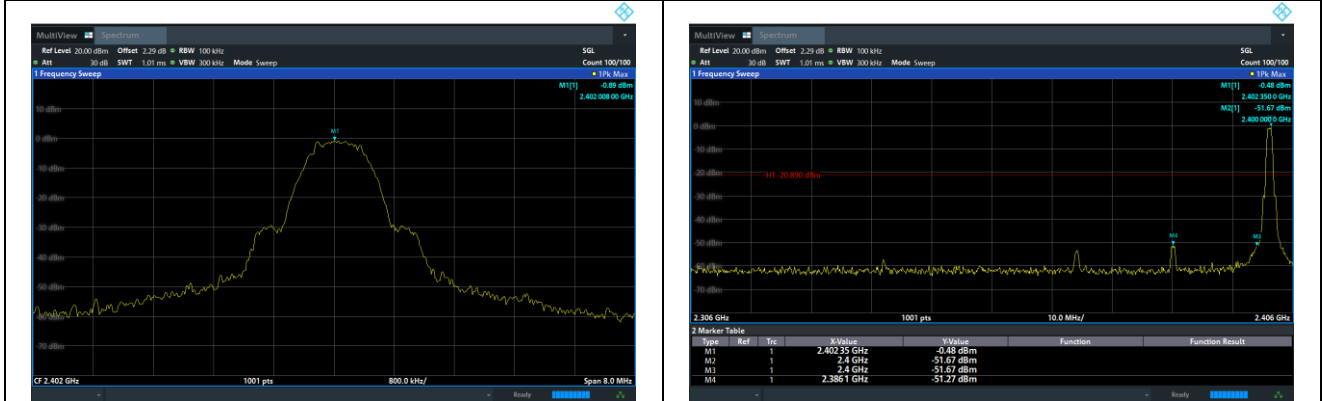 MultiView Spectrum
Ref Level 20.00 dBm Offset 2.29 dB RBW 100 kHz SGL
Att 30 dB SWT 1.01 ms VBW 300 kHz Mode Sweep Count 100/100
1 Frequency Sweep 1Pk Max
M1[1] -0.89 dBm
2.402 008 00 GHz
10 dBm
M1
0 dBm
-10 dBm
-20 dBm
-30 dBm
-40 dBm
-50 dBm
-60 dBm
-70 dBm
CF 2.402 GHz 1001 pts 800.0 kHz/ Span 8.0 MHz
Ready
MultiView Spectrum
Ref Level 20.00 dBm Offset 2.29 dB RBW 100 kHz SGL
Att 30 dB SWT 1.01 ms VBW 300 kHz Mode Sweep Count 100/100
1 Frequency Sweep 1Pk Max
M1[1] -0.48 dBm
2.402 350 0 GHz
10 dBm
M2[1] -51.67 dBm
2.400 000 0 GHz
0 dBm
-10 dBm
-20 dBm
H1 -20.890 dBm
-30 dBm
-40 dBm
M4 M3
-50 dBm
-60 dBm
-70 dBm
2.306 GHz 1001 pts 10.0 MHz/ 2.406 GHz
2 Marker Table
Type Ref Trc X-Value Y-Value Function Function Result
M1 1 2.402 35 GHz -0.48 dBm
M2 1 2.4 GHz -51.67 dBm
M3 1 2.4 GHz -51.67 dBm
M4 1 2.386 1 GHz -51.27 dBm
Ready